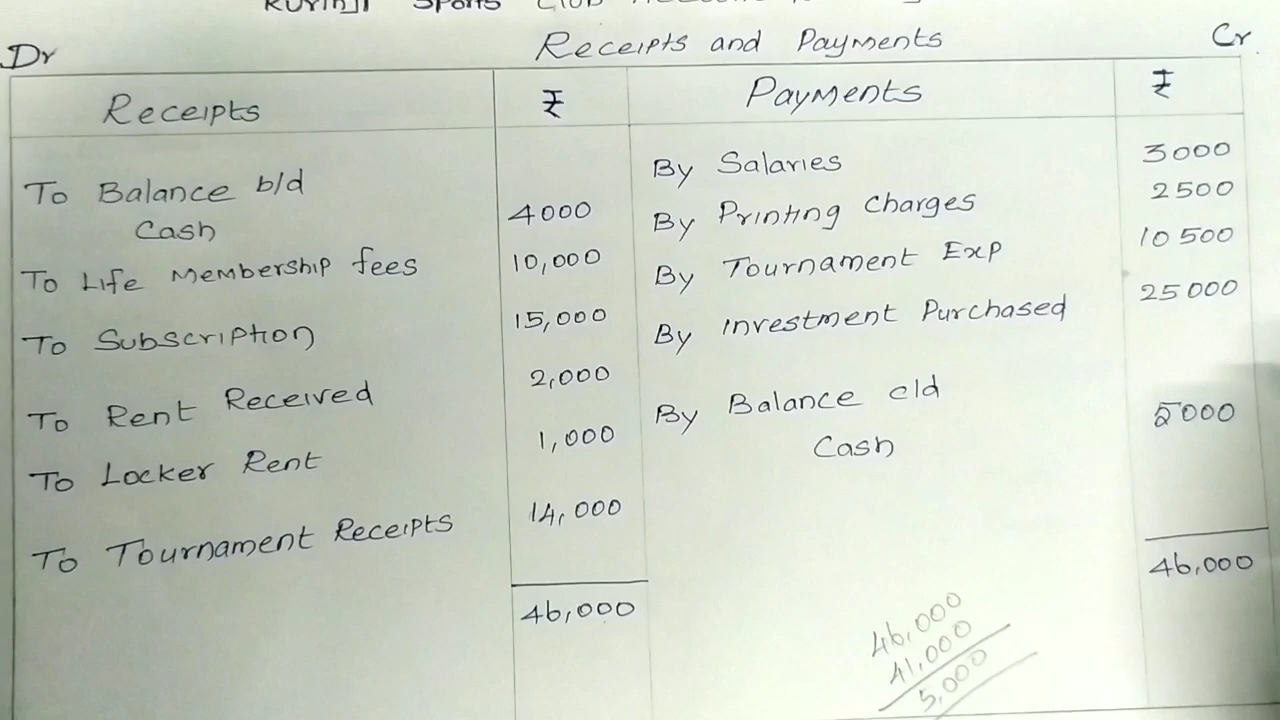 Sports Club
Dr Receipts and Payments Cr
Receipts ₹ Payments ₹
To Balance b/d
Cash 4000
To Life Membership fees 10,000
To Subscription 15,000
To Rent Received 2,000
To Locker Rent 1,000
To Tournament Receipts 14,000
46,000
By Salaries 3000
By Printing Charges 2500
By Tournament Exp 10500
By Investment Purchased 25000
By Balance c/d
Cash 5000
46,000
46,000
41,000
5,000